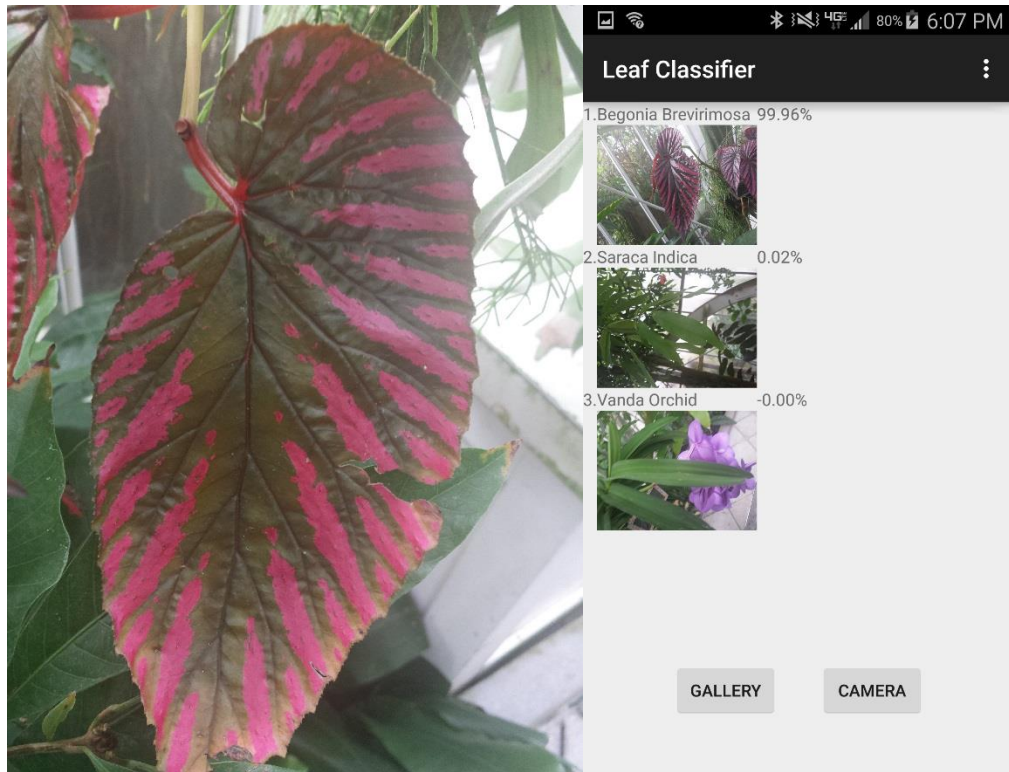 4G 80% 6:07 PM
Leaf Classifier
1.Begonia Brevirimosa 99.96%
2.Saraca Indica 0.02%
3.Vanda Orchid -0.00%
GALLERY CAMERA